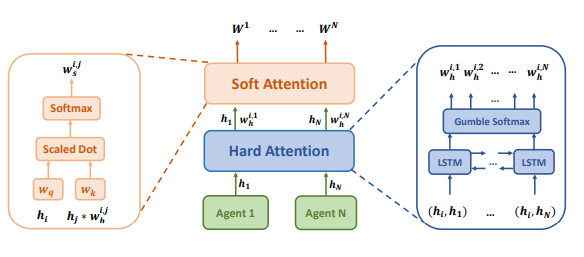 W^1 ... ... W^N
Soft Attention
h_1 w_h^{i,1} h_N w_h^{i,N}
Hard Attention
h_1 h_N
Agent 1 Agent N
w_s^{i,j}
Softmax
Scaled Dot
w_q w_k
h_i h_j * w_h^{i,j}
w_h^{i,1} w_h^{i,2} ... ... w_h^{i,N}
...
Gumble Softmax
LSTM ... LSTM
(h_i, h_1) ... (h_i, h_N)